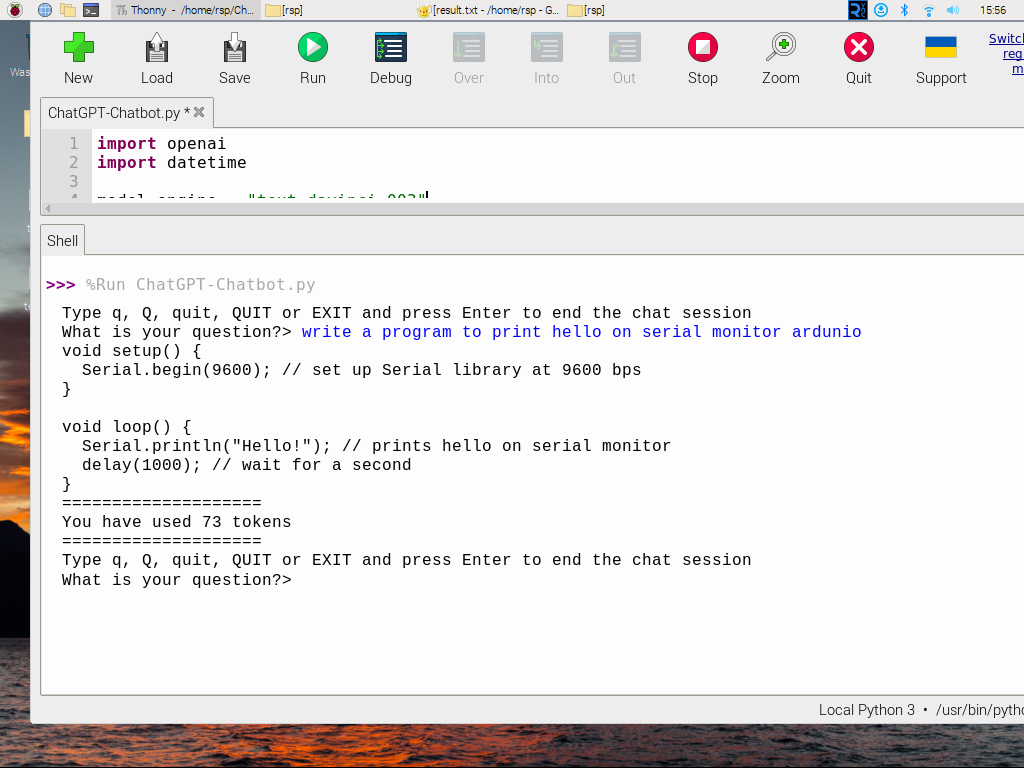 Thonny - /home/rsp/Ch...
[rsp]
[result.txt - /home/rsp - G...
[rsp]
15:56
Was
New
Load
Save
Run
Debug
Over
Into
Out
Stop
Zoom
Quit
Support
Switch
reg
m
ChatGPT-Chatbot.py *
1 import openai
2 import datetime
3
Shell
>>> %Run ChatGPT-Chatbot.py
Type q, Q, quit, QUIT or EXIT and press Enter to end the chat session
What is your question?> write a program to print hello on serial monitor ardunio
void setup() {
Serial.begin(9600); // set up Serial library at 9600 bps
}
void loop() {
Serial.println("Hello!"); // prints hello on serial monitor
delay(1000); // wait for a second
}
====================
You have used 73 tokens
====================
Type q, Q, quit, QUIT or EXIT and press Enter to end the chat session
What is your question?>
Local Python 3 • /usr/bin/pytho